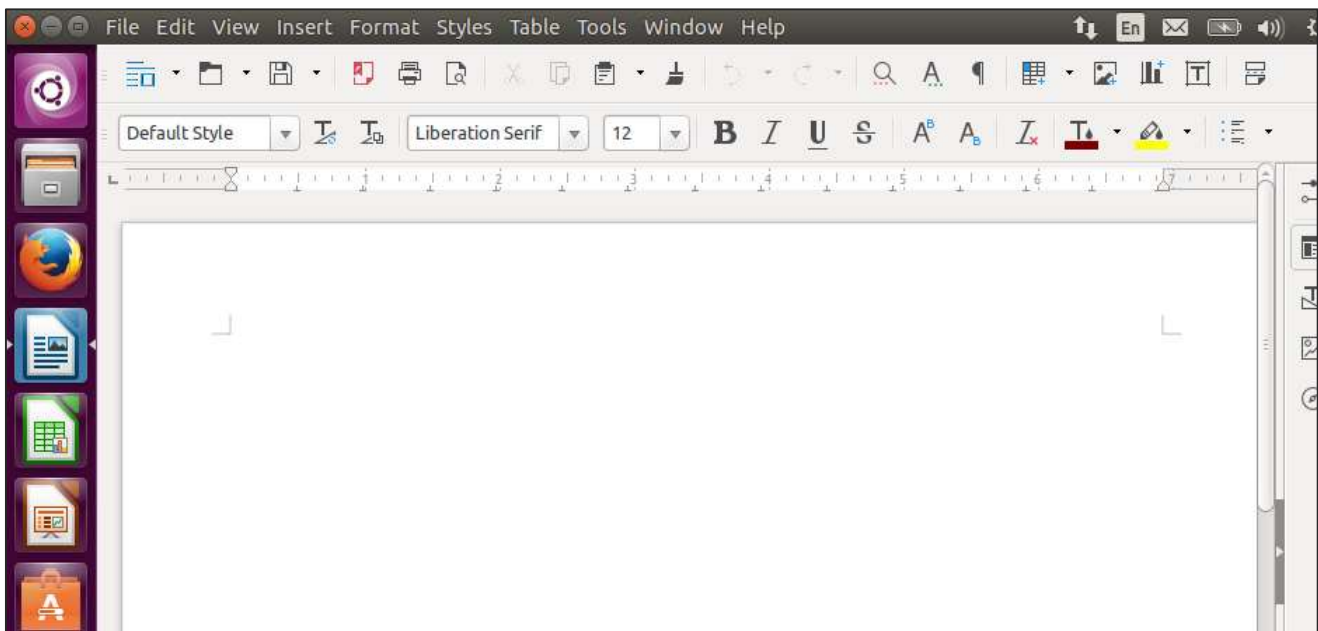 File Edit View Insert Format Styles Table Tools Window Help En
Default Style Liberation Serif 12 B I U S
1 2 3 4 5 6 7